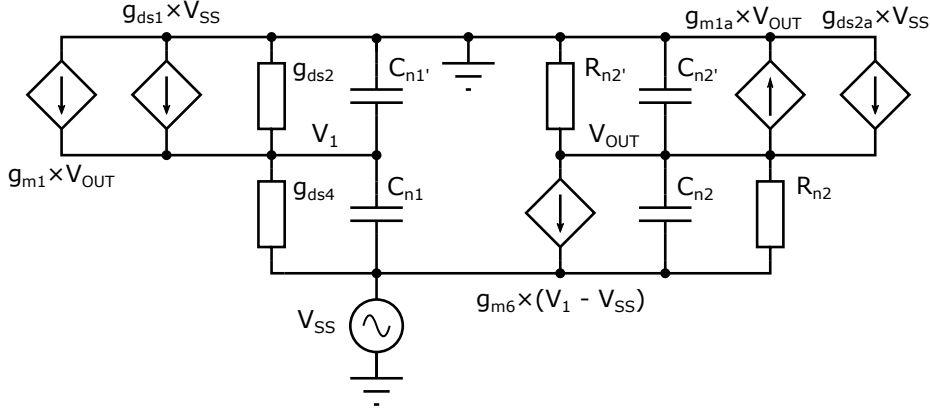 g_ds1×V_SS
g_m1a×V_OUT
g_ds2a×V_SS
g_ds2
C_n1'
R_n2'
C_n2'
V_1
V_OUT
g_m1×V_OUT
g_ds4
C_n1
C_n2
R_n2
g_m6×(V_1 - V_SS)
V_SS